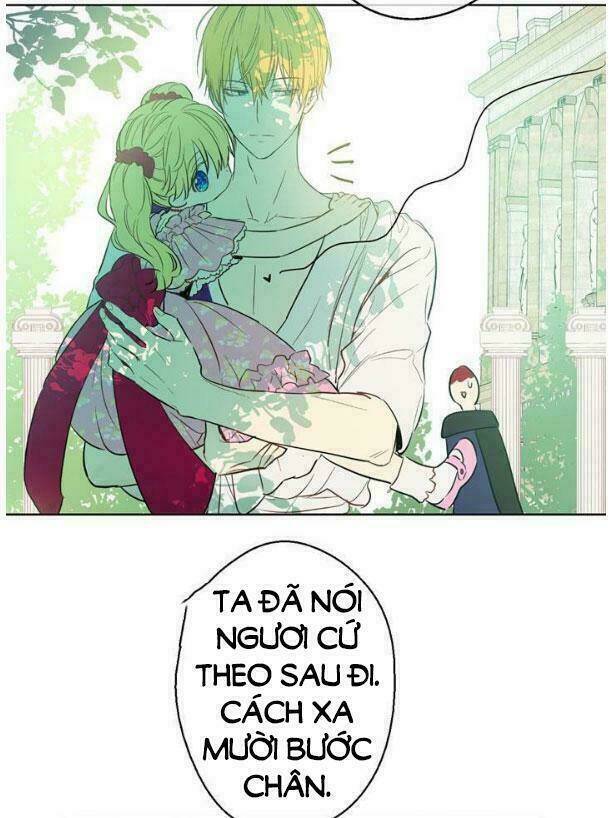 TA ĐÃ NÓI
NGƯƠI CỨ
THEO SAU ĐI.
CÁCH XA
MƯỜI BƯỚC
CHÂN.